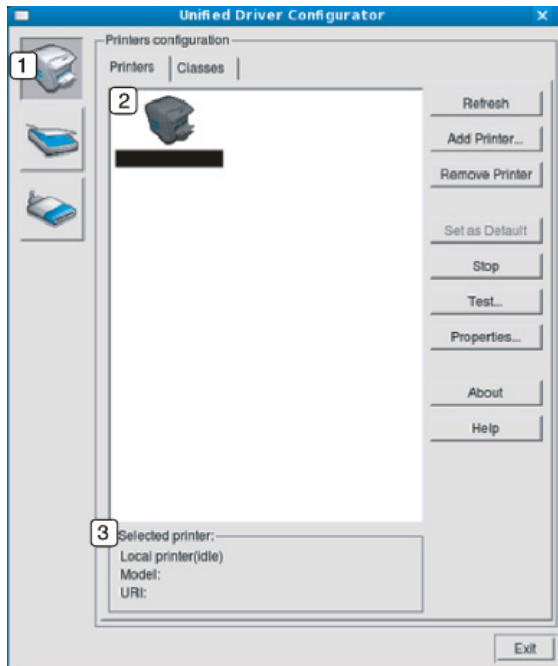 Unified Driver Configurator
1
Printers configuration
Printers
Classes
2
Refresh
Add Printer...
Remove Printer
Set as Default
Stop
Test...
Properties...
About
Help
3
Selected printer:
Local printer(idle)
Model:
URI:
Exit